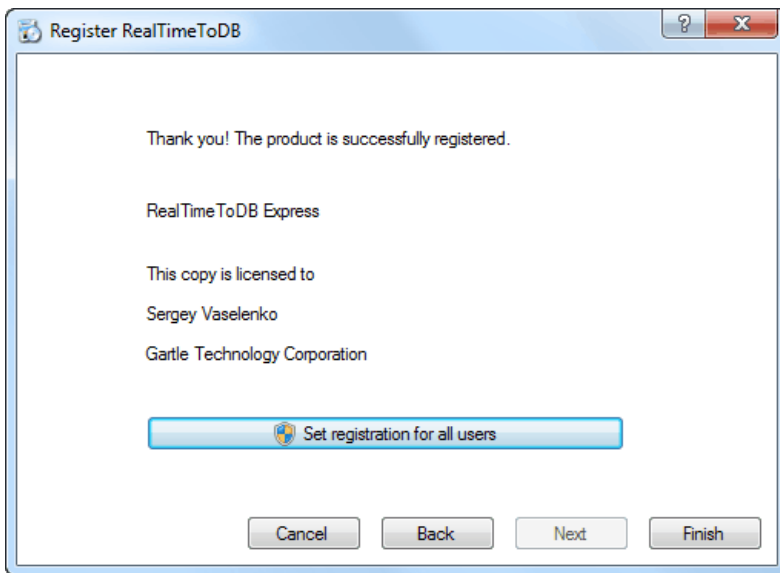 Register RealTimeToDB
?
Thank you! The product is successfully registered.
RealTimeToDB Express
This copy is licensed to
Sergey Vaselenko
Gartle Technology Corporation
Set registration for all users
Cancel Back Next Finish